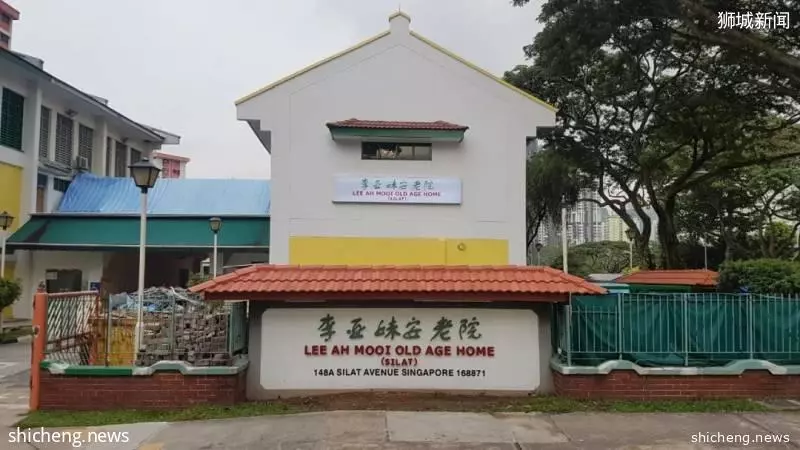 狮城新闻
李亚妹安老院
LEE AH MOOI OLD AGE HOME
(SILAT)
李亚妹安老院
LEE AH MOOI OLD AGE HOME
(SILAT)
148A SILAT AVENUE SINGAPORE 168871
shicheng.news
shicheng.news